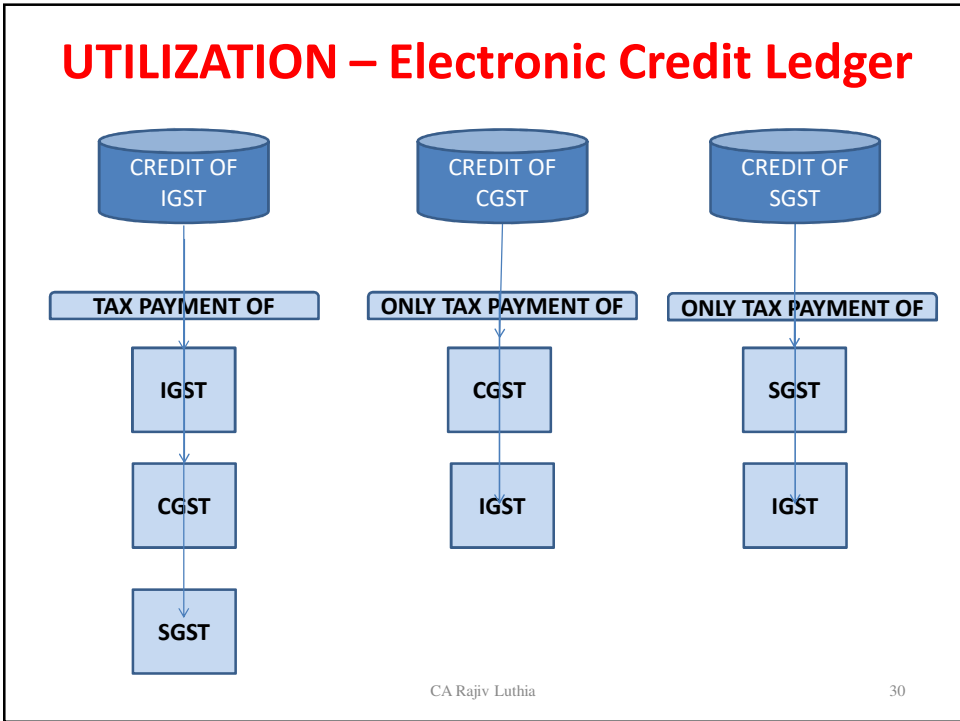 UTILIZATION – Electronic Credit Ledger
CREDIT OF
IGST
TAX PAYMENT OF
IGST
CGST
SGST
CREDIT OF
CGST
ONLY TAX PAYMENT OF
CGST
IGST
CREDIT OF
SGST
ONLY TAX PAYMENT OF
SGST
IGST
CA Rajiv Luthia
30